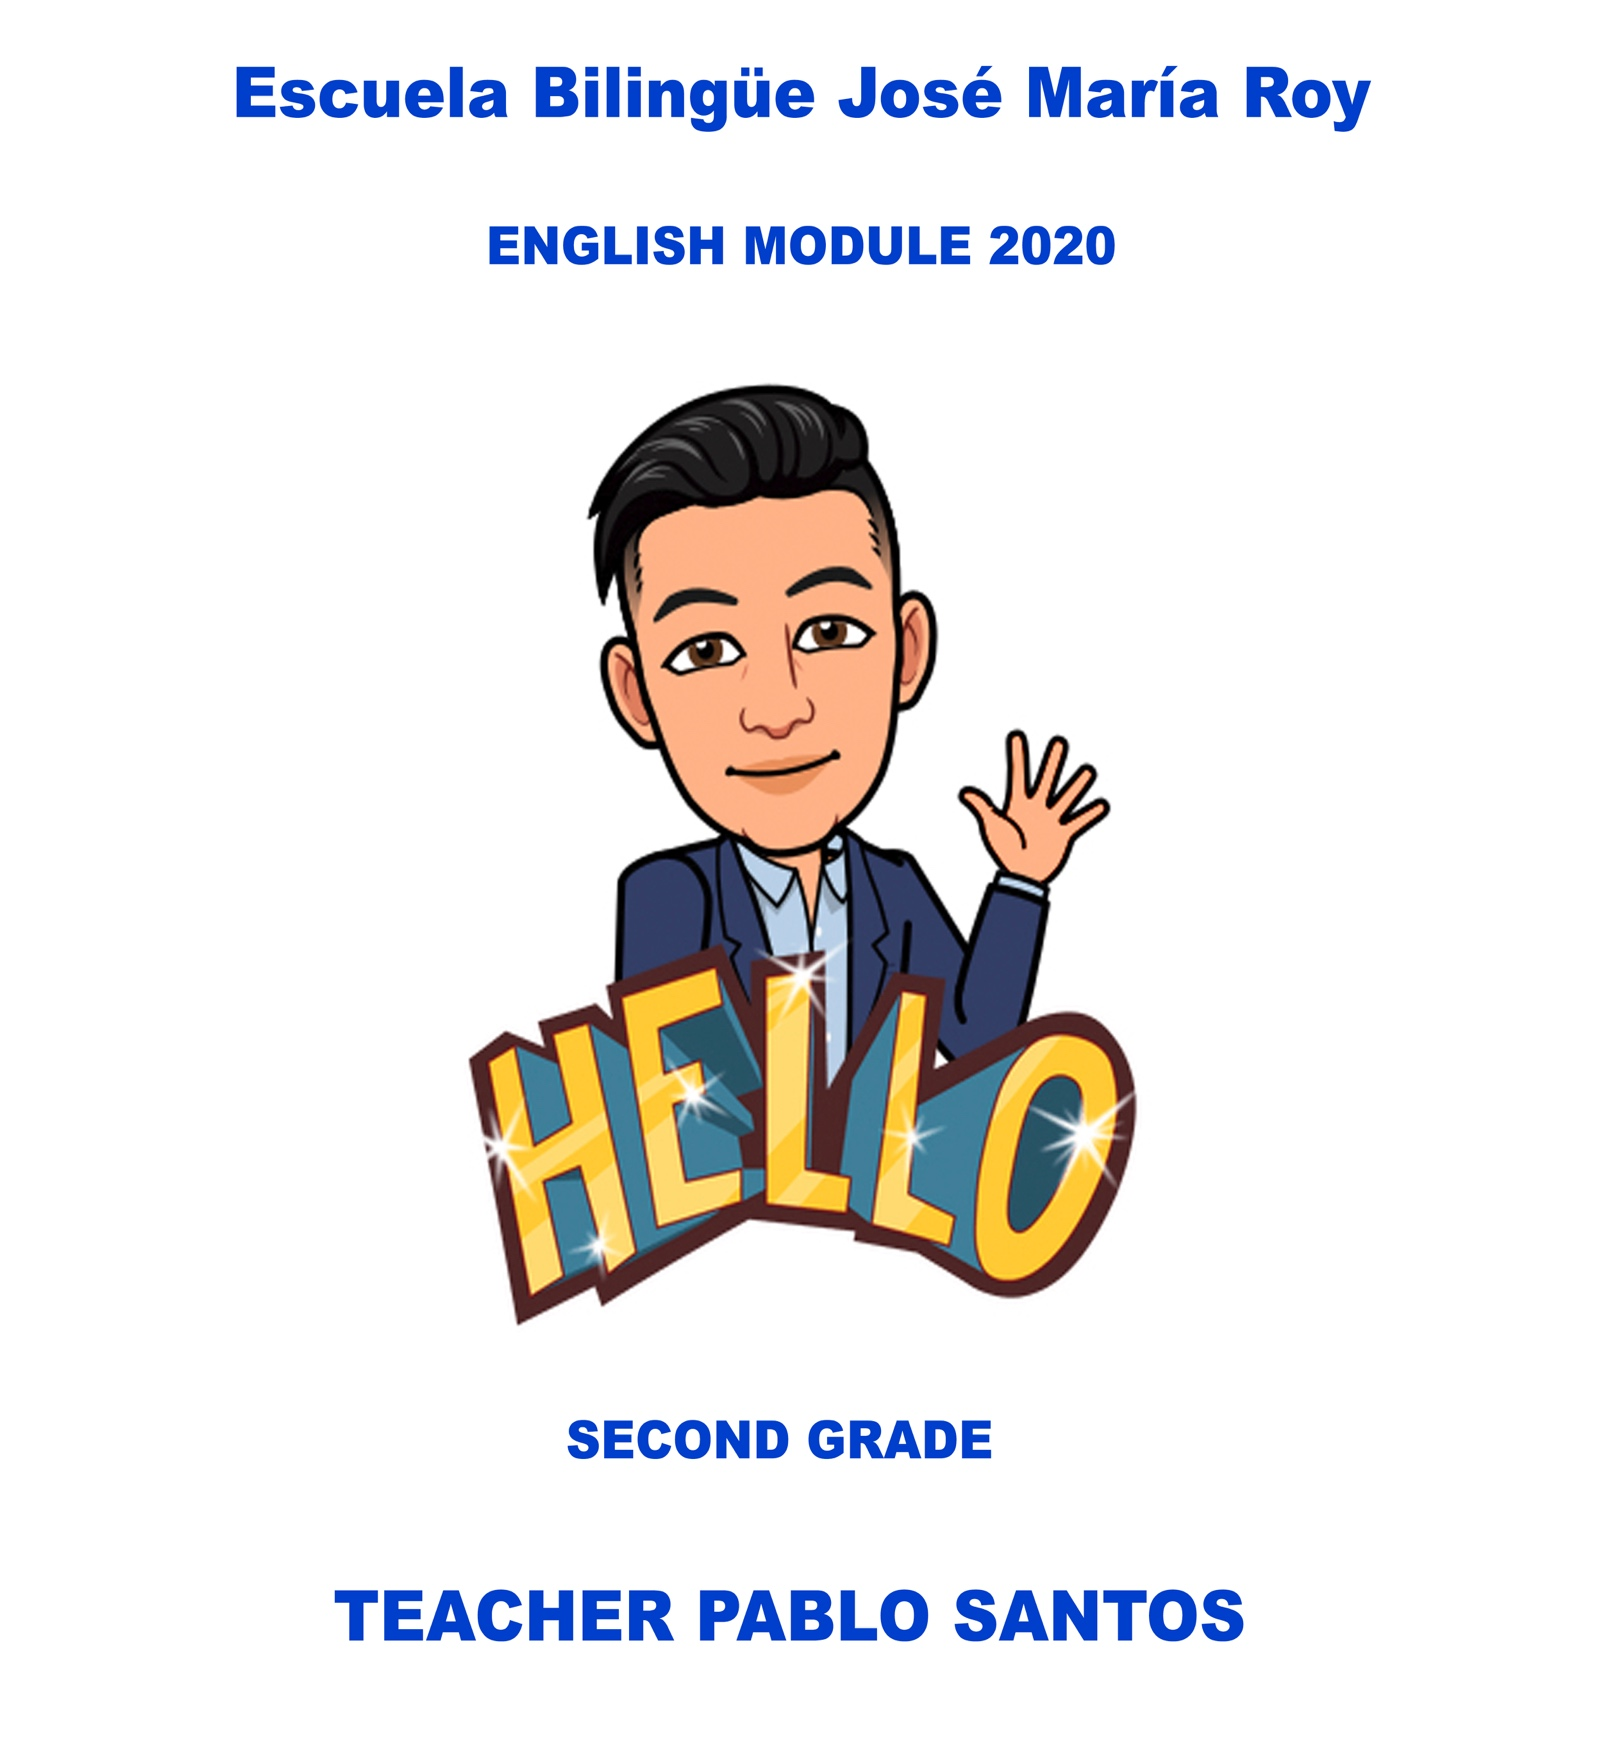 Escuela Bilingüe José María Roy
ENGLISH MODULE 2020
HELLO
SECOND GRADE
TEACHER PABLO SANTOS